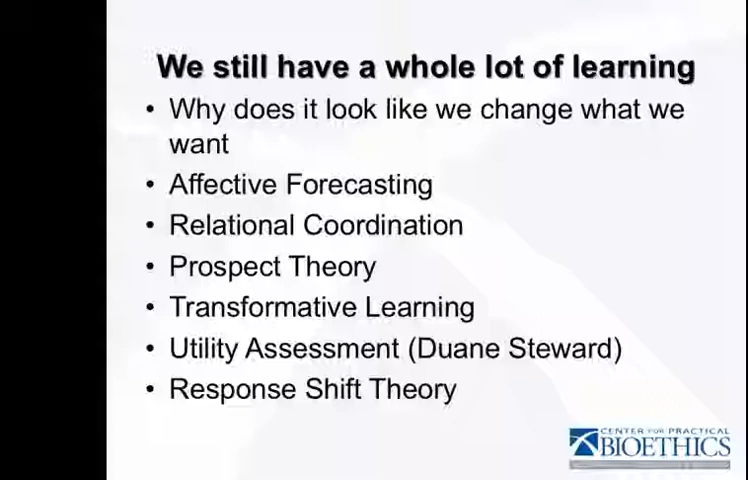 We still have a whole lot of learning
• Why does it look like we change what we
want
• Affective Forecasting
• Relational Coordination
• Prospect Theory
• Transformative Learning
• Utility Assessment (Duane Steward)
• Response Shift Theory
CENTER FOR PRACTICAL
BIOETHICS